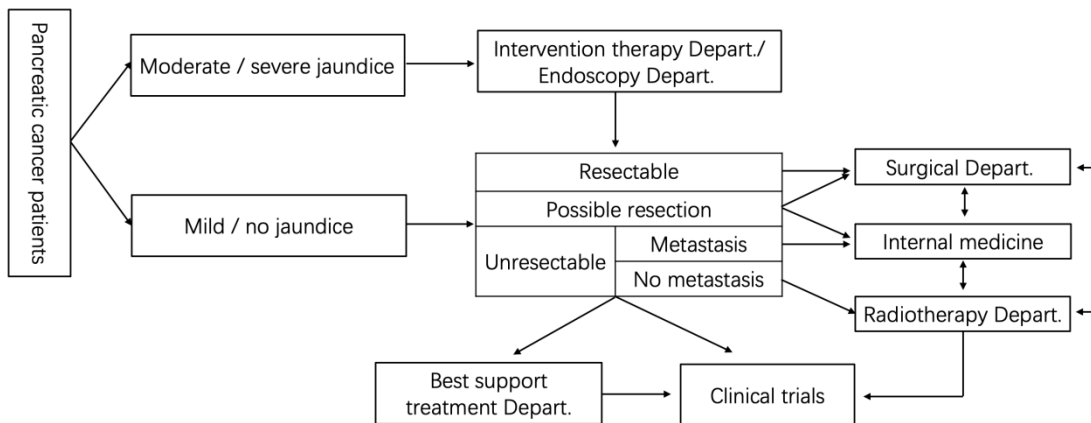 Pancreatic cancer patients
Moderate / severe jaundice
Intervention therapy Depart./
Endoscopy Depart.
Mild / no jaundice
Resectable
Possible resection
Unresectable
Metastasis
No metastasis
Surgical Depart.
Internal medicine
Radiotherapy Depart.
Best support
treatment Depart.
Clinical trials